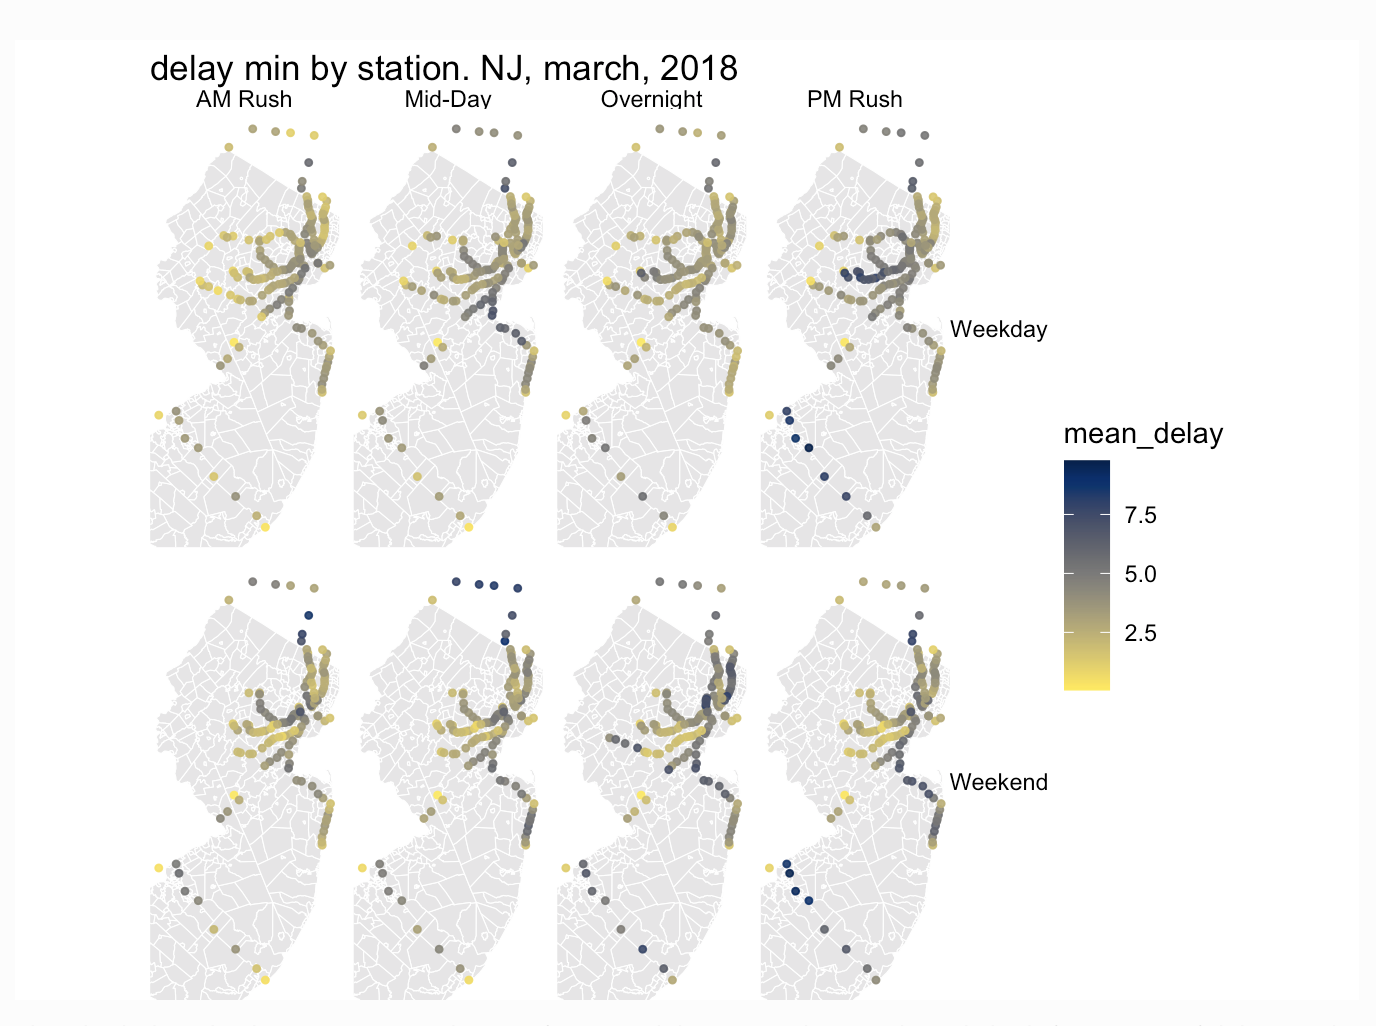 delay min by station. NJ, march, 2018
AM Rush
Mid-Day
Overnight
PM Rush
Weekday
mean_delay
7.5
5.0
2.5
Weekend